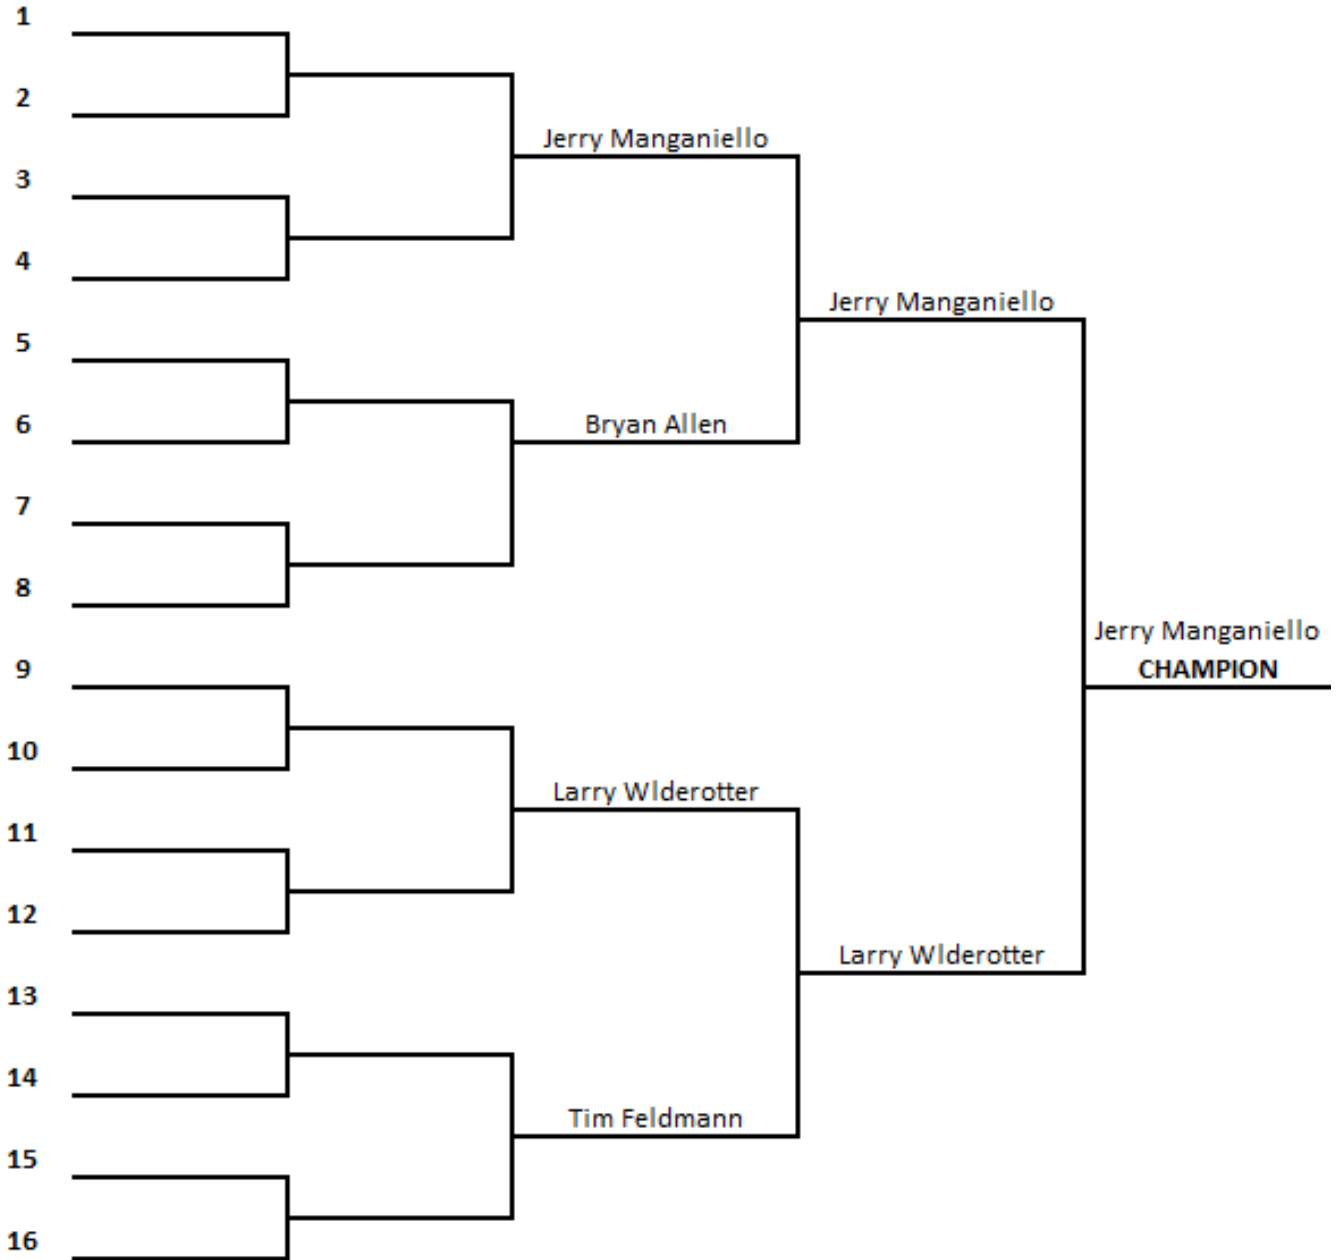 1
2
Jerry Manganiello
3
4
Jerry Manganiello
5
6
Bryan Allen
7
8
Jerry Manganiello
CHAMPION
9
10
Larry Wlderotter
11
12
Larry Wlderotter
13
14
Tim Feldmann
15
16